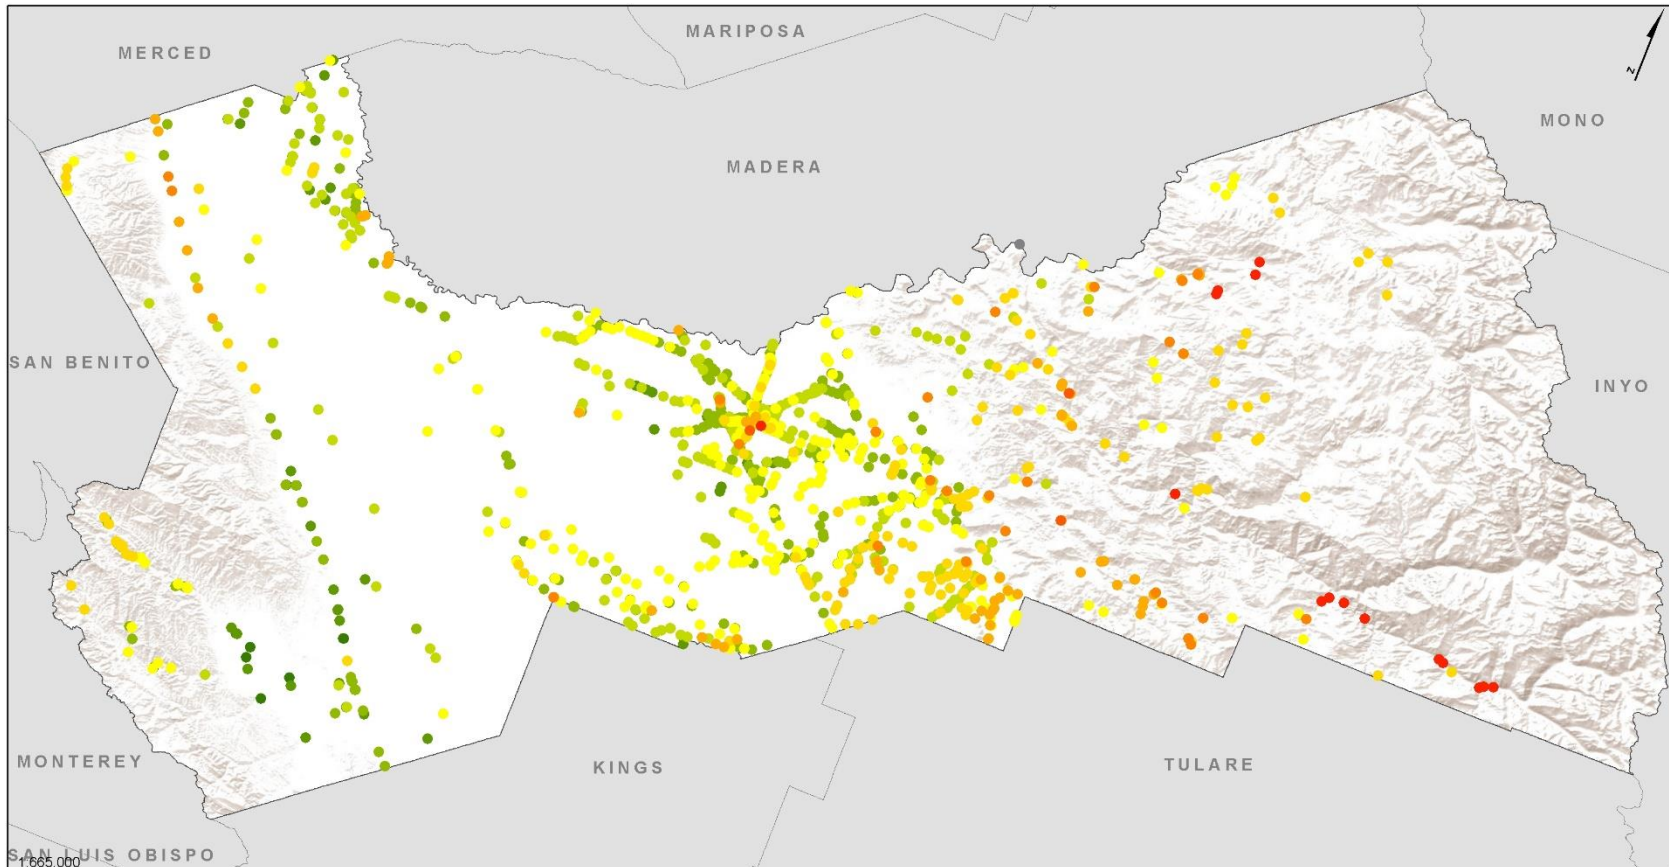 MARIPOSA
MERCED
N
MONO
MADERA
SAN BENITO
INYO
MONTEREY
KINGS
TULARE
SAN LUIS OBISPO
1:665,000